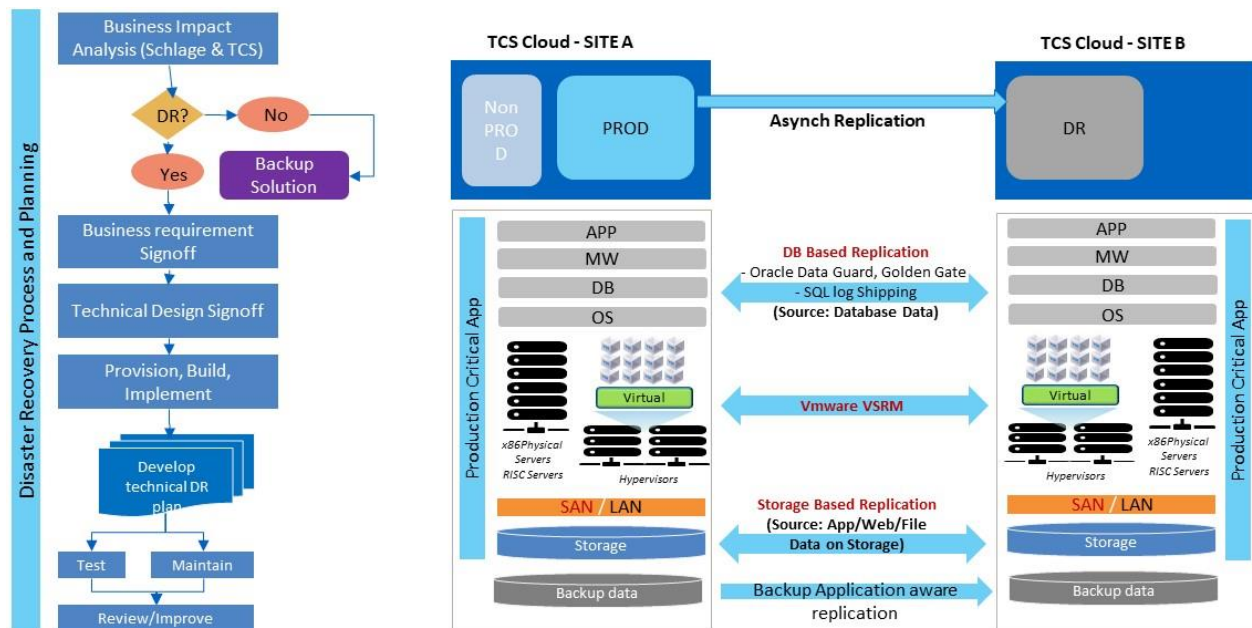 Disaster Recovery Process and Planning
Business Impact
Analysis (Schlage & TCS)
DR?
No
Yes
Backup
Solution
Business requirement
Signoff
Technical Design Signoff
Provision, Build,
Implement
Develop
technical DR
plan
Test
Maintain
Review/Improve
TCS Cloud - SITE A
Non
PRO
D
PROD
Asynch Replication
TCS Cloud - SITE B
DR
Production Critical App
APP
MW
DB
OS
Virtual
x86Physical
Servers
RISC Servers
Hypervisors
SAN / LAN
Storage
Backup data
DB Based Replication
- Oracle Data Guard, Golden Gate
- SQL log Shipping
(Source: Database Data)
Vmware VSRM
Storage Based Replication
(Source: App/Web/File
Data on Storage)
Backup Application aware
replication
APP
MW
DB
OS
Virtual
Hypervisors
x86Physical
Servers
RISC Servers
SAN / LAN
Storage
Backup data
Production Critical App